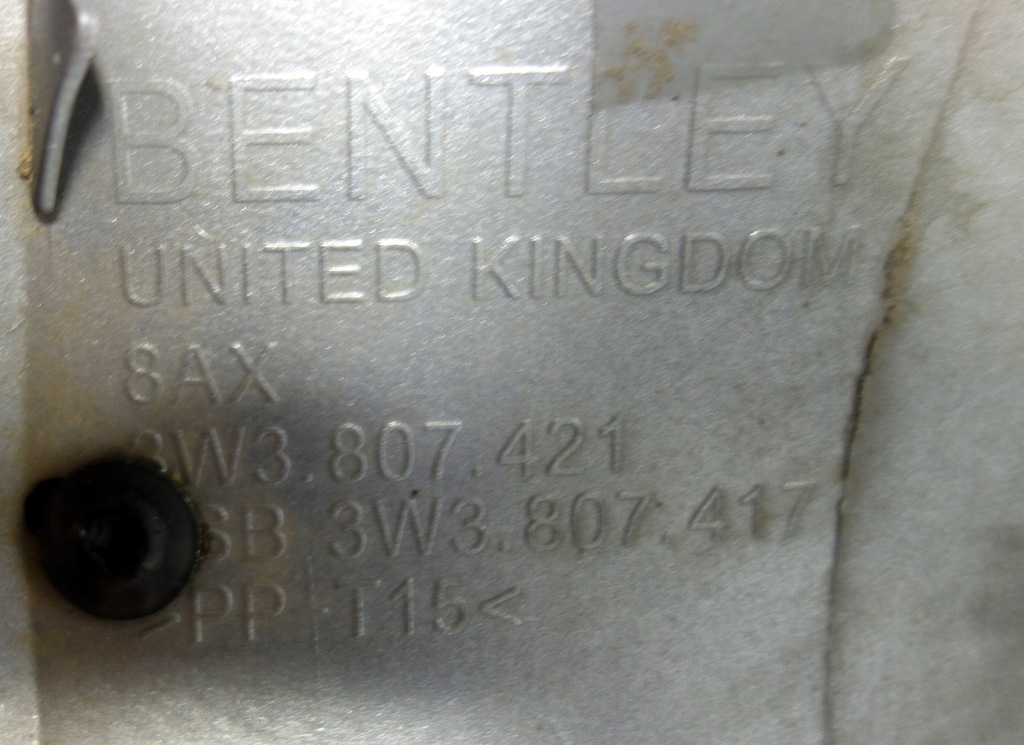 BENTLEY
UNITED KINGDOM
8AX
3W3.807.421
SB 3W3.807.417
>PP-T15<